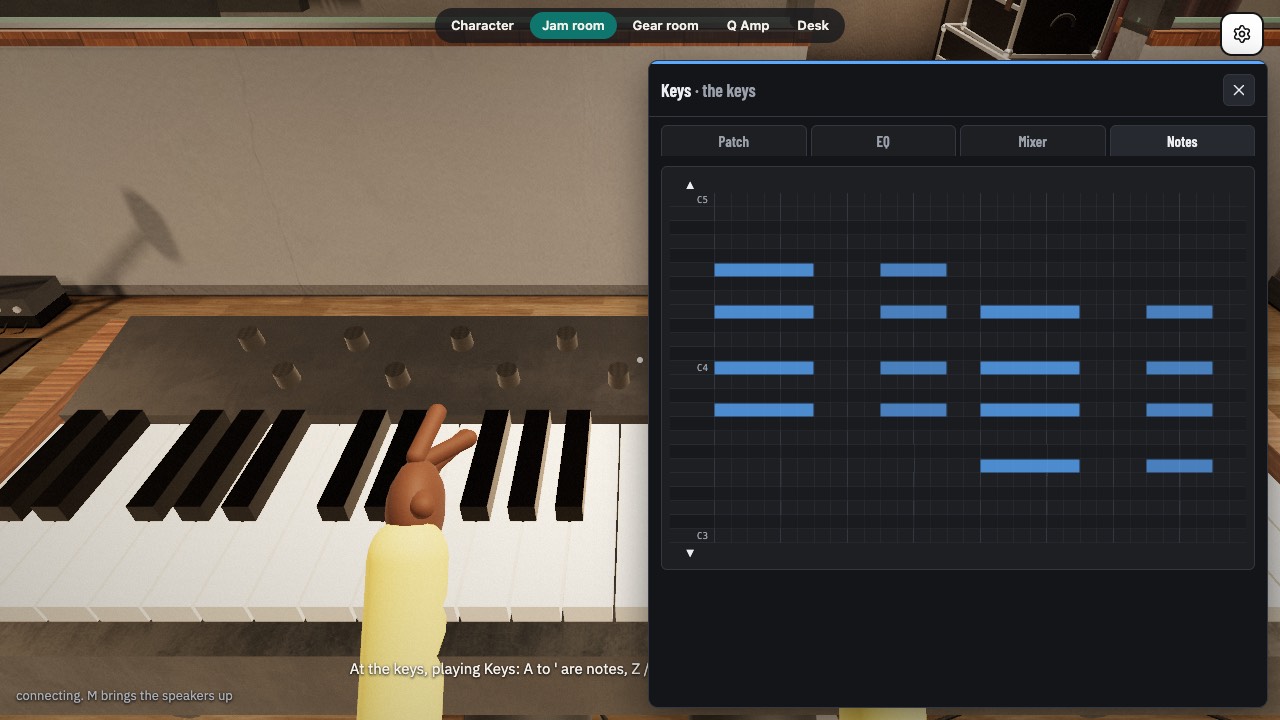 Character Jam room Gear room Q Amp Desk
Keys · the keys
Patch EQ Mixer Notes
▲
C5
C4
C3
▼
At the keys, playing Keys: A to ' are notes, Z /
connecting. M brings the speakers up